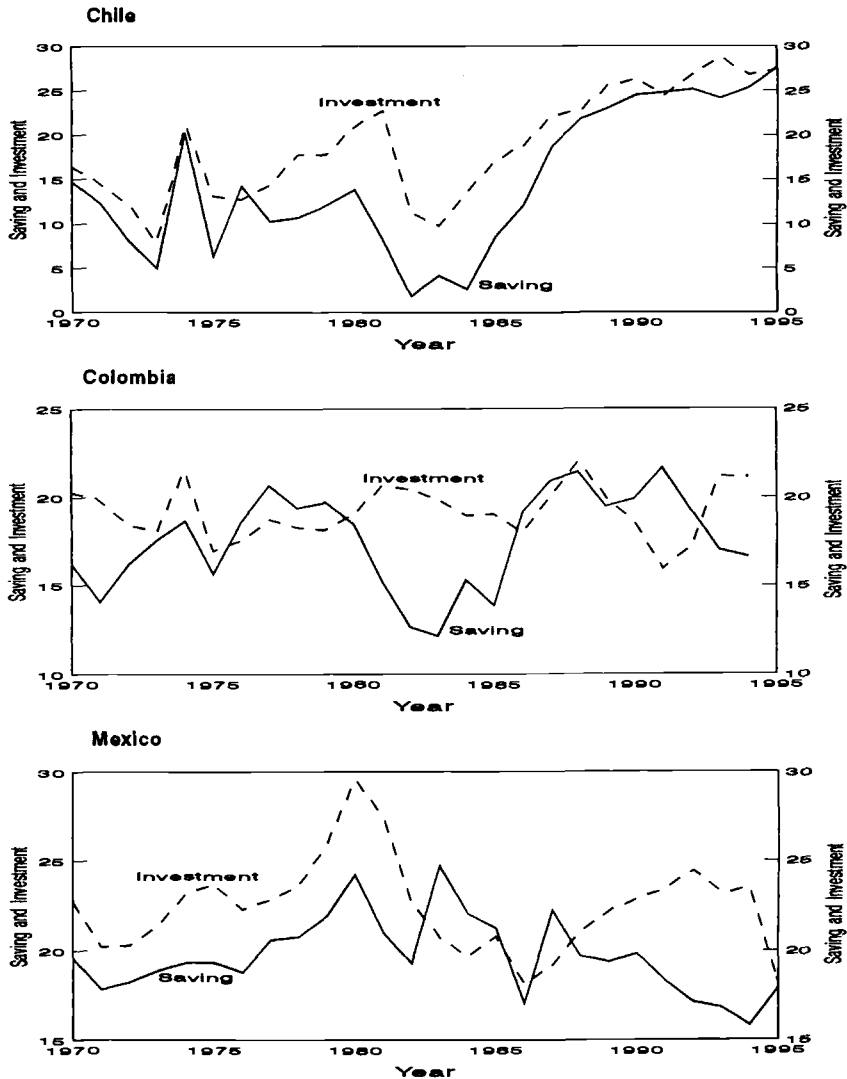 Chile
30 30
25 25
Investment
20 20
15 15
10 10
5 5
Saving
0 0
1970 1975 1980 1985 1990 1995
Year
Saving and Investment
Saving and Investment
Colombia
25 25
Investment
20 20
15 15
Saving
10 10
1970 1975 1980 1985 1990 1995
Year
Saving and Investment
Saving and Investment
Mexico
30 30
25 25
Investment
20 20
Saving
15 15
1970 1975 1980 1985 1990 1995
Year
Saving and Investment
Saving and Investment